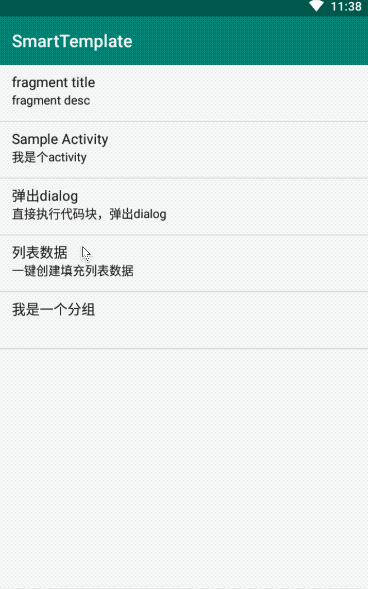 11:38
SmartTemplate
fragment title
fragment desc
Sample Activity
我是个activity
弹出dialog
直接执行代码块，弹出dialog
列表数据
一键创建填充列表数据
我是一个分组